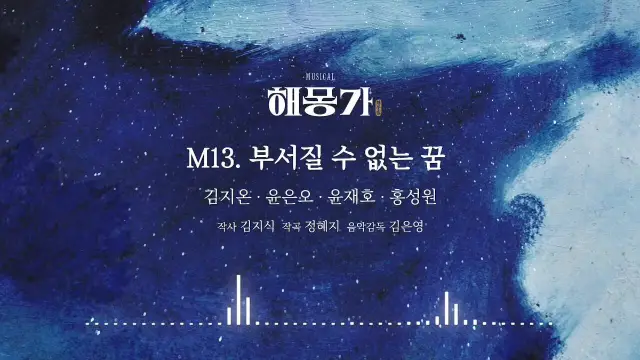 MUSICAL
해몽가
M13. 부서질 수 없는 꿈
김지온 · 윤은오 · 윤재호 · 홍성원
작사 김지식 작곡 정혜지 음악감독 김은영